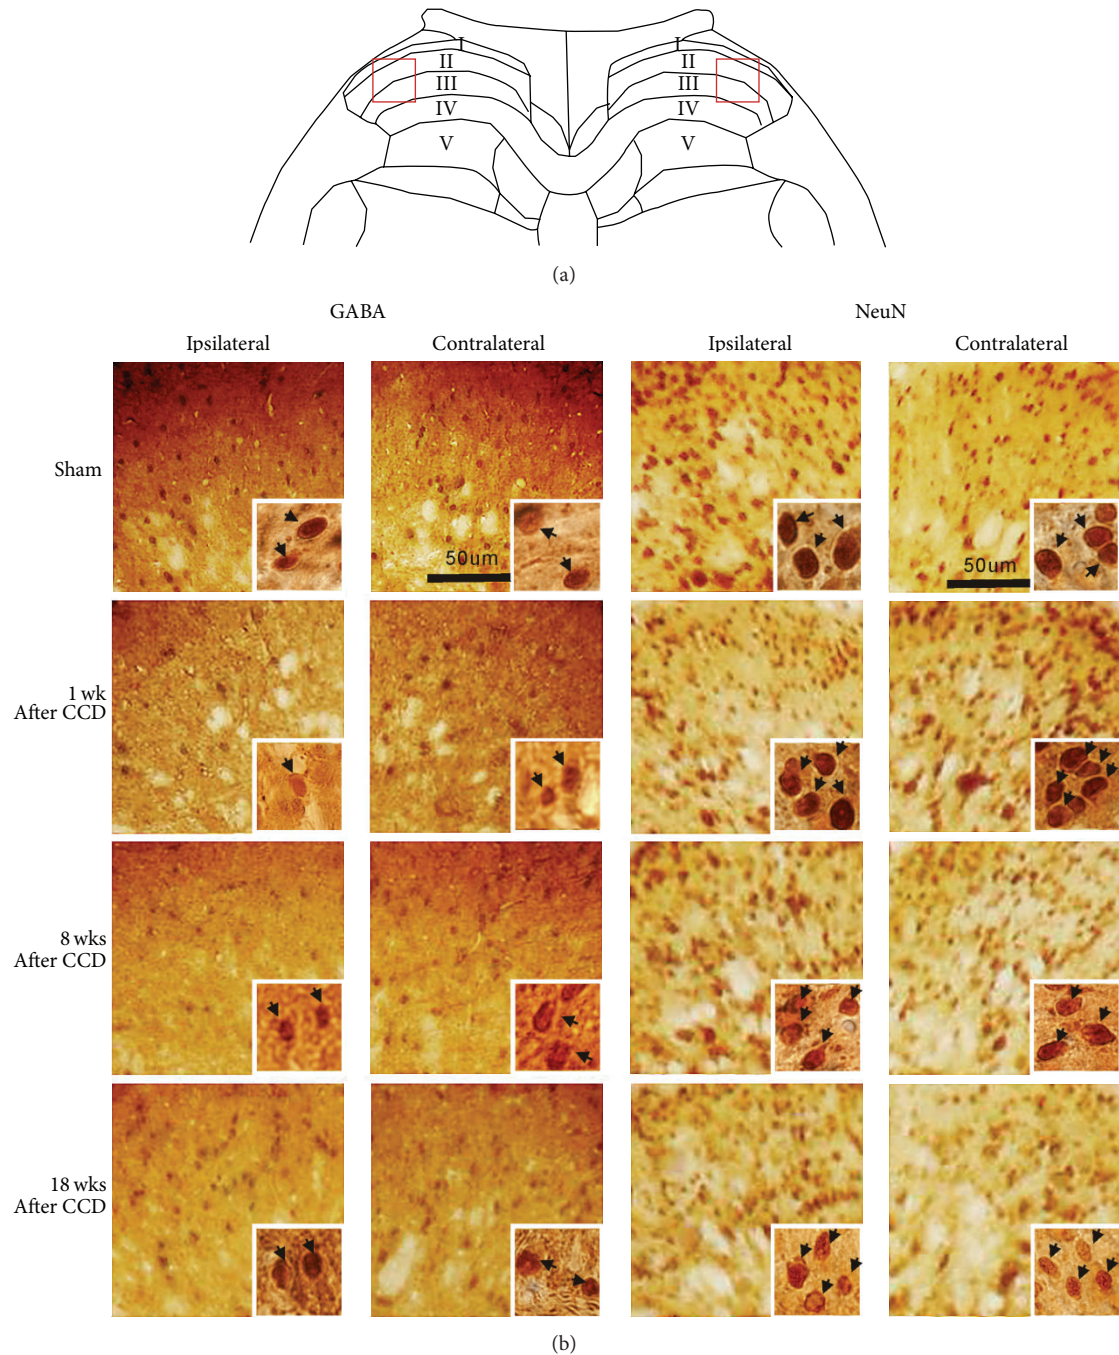 I I
II II
III III
IV IV
V V
(a)
GABA NeuN
Ipsilateral Contralateral Ipsilateral Contralateral
Sham
50um 50um
1 wk
After CCD
8 wks
After CCD
18 wks
After CCD
(b)